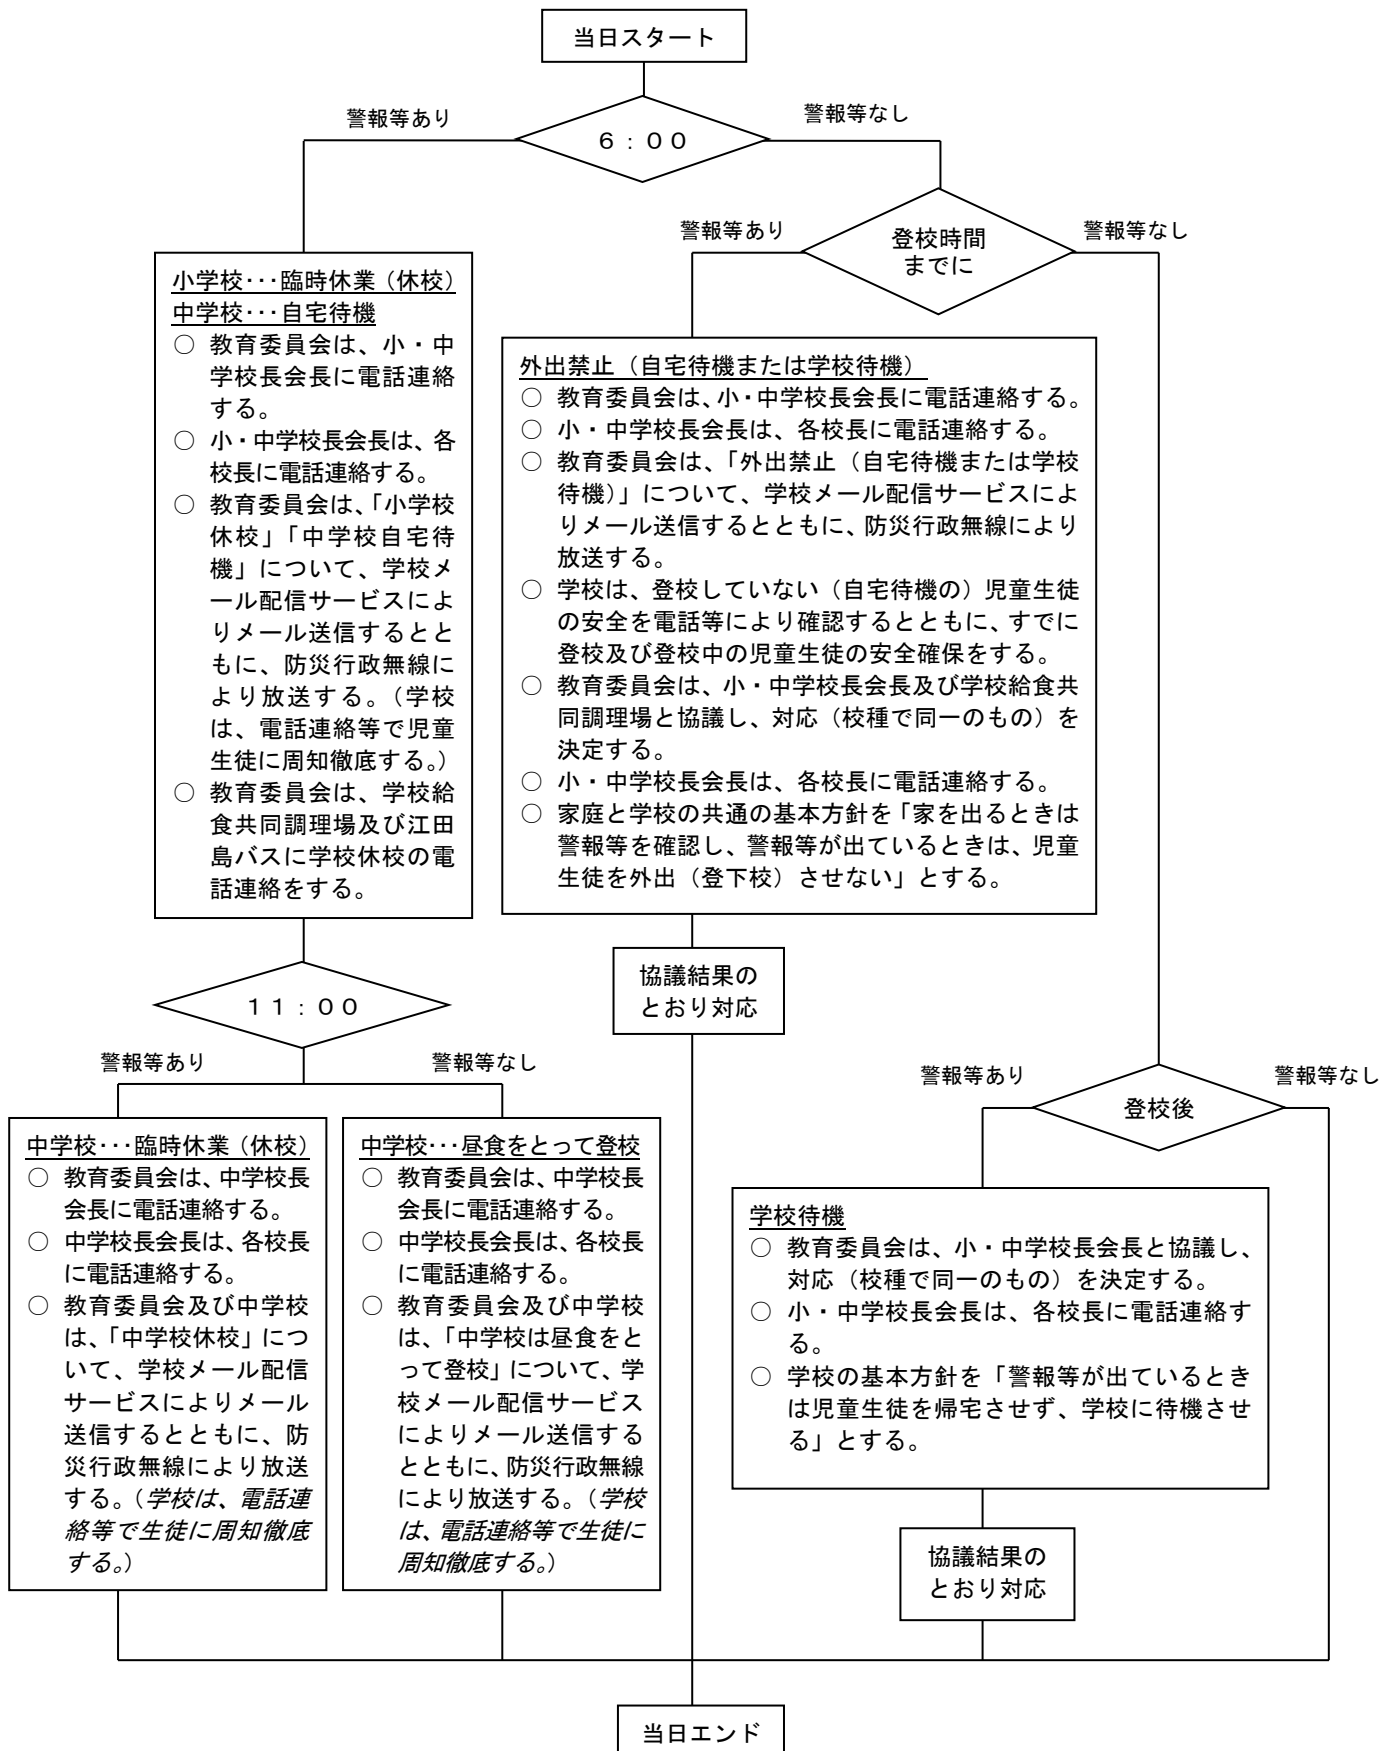 当日スタート
警報等あり
警報等なし
６：００
警報等あり
登校時間
までに
警報等なし
小学校･･･臨時休業（休校）
中学校･･･自宅待機
○ 教育委員会は、小・中
学校長会長に電話連絡
する。
○ 小・中学校長会長は、各
校長に電話連絡する。
○ 教育委員会は、「小学校
休校」「中学校自宅待
機」について、学校メ
ール配信サービスによ
りメール送信するとと
もに、防災行政無線に
より放送する。（学校
は、電話連絡等で児童
生徒に周知徹底する。）
○ 教育委員会は、学校給
食共同調理場及び江田
島バスに学校休校の電
話連絡をする。
外出禁止（自宅待機または学校待機）
○ 教育委員会は、小・中学校長会長に電話連絡する。
○ 小・中学校長会長は、各校長に電話連絡する。
○ 教育委員会は、「外出禁止（自宅待機または学校
待機）」について、学校メール配信サービスによ
りメール送信するとともに、防災行政無線により
放送する。
○ 学校は、登校していない（自宅待機の）児童生徒
の安全を電話等により確認するとともに、すでに
登校及び登校中の児童生徒の安全確保をする。
○ 教育委員会は、小・中学校長会長及び学校給食共
同調理場と協議し、対応（校種で同一のもの）を
決定する。
○ 小・中学校長会長は、各校長に電話連絡する。
○ 家庭と学校の共通の基本方針を「家を出るときは
警報等を確認し、警報等が出ているときは、児童
生徒を外出（登下校）させない」とする。
協議結果の
とおり対応
１１：００
警報等あり
警報等なし
中学校･･･臨時休業（休校）
○ 教育委員会は、中学校長
会長に電話連絡する。
○ 中学校長会長は、各校長
に電話連絡する。
○ 教育委員会及び中学校
は、「中学校休校」につ
いて、学校メール配信
サービスによりメール
送信するとともに、防
災行政無線により放送
する。（学校は、電話連
絡等で生徒に周知徹底
する。）
中学校･･･昼食をとって登校
○ 教育委員会は、中学校長
会長に電話連絡する。
○ 中学校長会長は、各校長
に電話連絡する。
○ 教育委員会及び中学校
は、「中学校は昼食をと
って登校」について、学
校メール配信サービス
によりメール送信する
とともに、防災行政無線
により放送する。（学校
は、電話連絡等で生徒に
周知徹底する。）
警報等あり
登校後
警報等なし
学校待機
○ 教育委員会は、小・中学校長会長と協議し、
対応（校種で同一のもの）を決定する。
○ 小・中学校長会長は、各校長に電話連絡す
る。
○ 学校の基本方針を「警報等が出ているとき
は児童生徒を帰宅させず、学校に待機させ
る」とする。
協議結果の
とおり対応
当日エンド